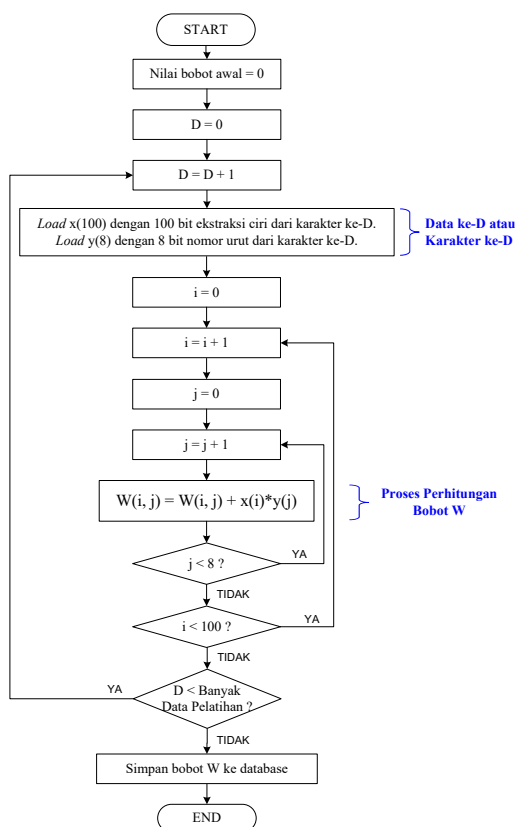 START
Nilai bobot awal = 0
D = 0
D = D + 1
Load x(100) dengan 100 bit ekstraksi ciri dari karakter ke-D.
Load y(8) dengan 8 bit nomor urut dari karakter ke-D.
Data ke-D atau
Karakter ke-D
i = 0
i = i + 1
j = 0
j = j + 1
W(i, j) = W(i, j) + x(i)*y(j)
Proses Perhitungan
Bobot W
j < 8 ?
YA
TIDAK
i < 100 ?
YA
TIDAK
D < Banyak
Data Pelatihan ?
YA
TIDAK
Simpan bobot W ke database
END